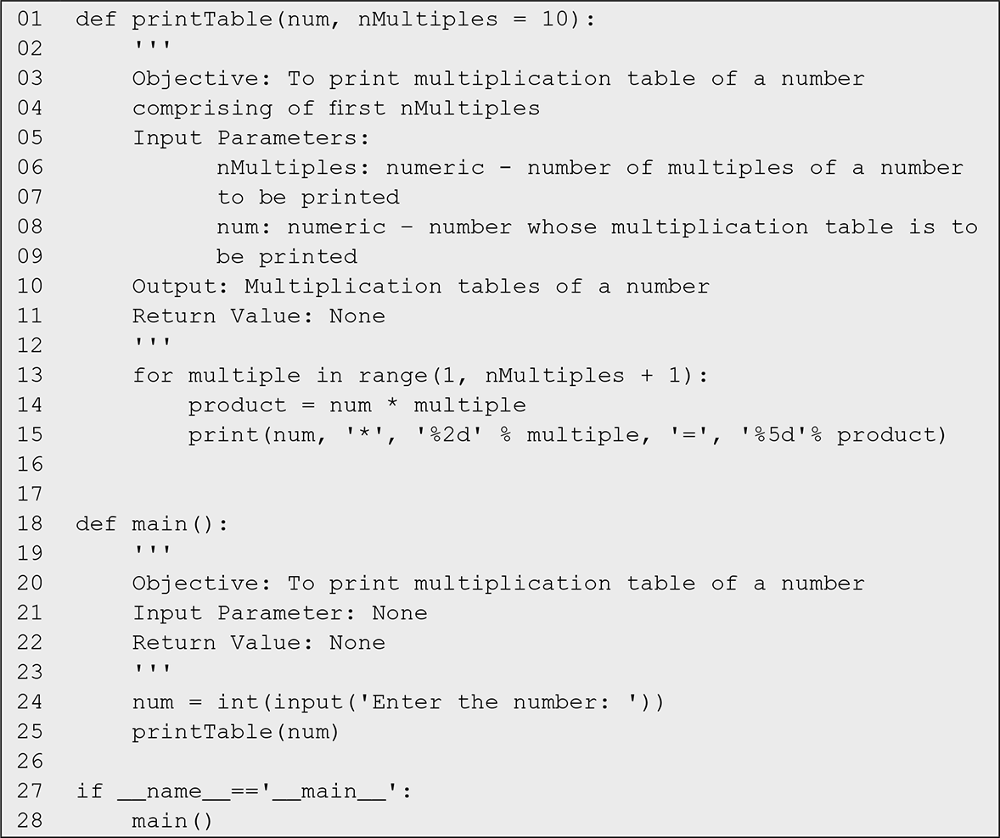 01 def printTable(num, nMultiples = 10):
02     '''
03     Objective: To print multiplication table of a number
04     comprising of first nMultiples
05     Input Parameters:
06           nMultiples: numeric - number of multiples of a number
07           to be printed
08           num: numeric – number whose multiplication table is to
09           be printed
10     Output: Multiplication tables of a number
11     Return Value: None
12     '''
13     for multiple in range(1, nMultiples + 1):
14         product = num * multiple
15         print(num, '*', '%2d' % multiple, '=', '%5d'% product)
16
17
18 def main():
19     '''
20     Objective: To print multiplication table of a number
21     Input Parameter: None
22     Return Value: None
23     '''
24     num = int(input('Enter the number: '))
25     printTable(num)
26
27 if __name__=='__main__':
28     main()